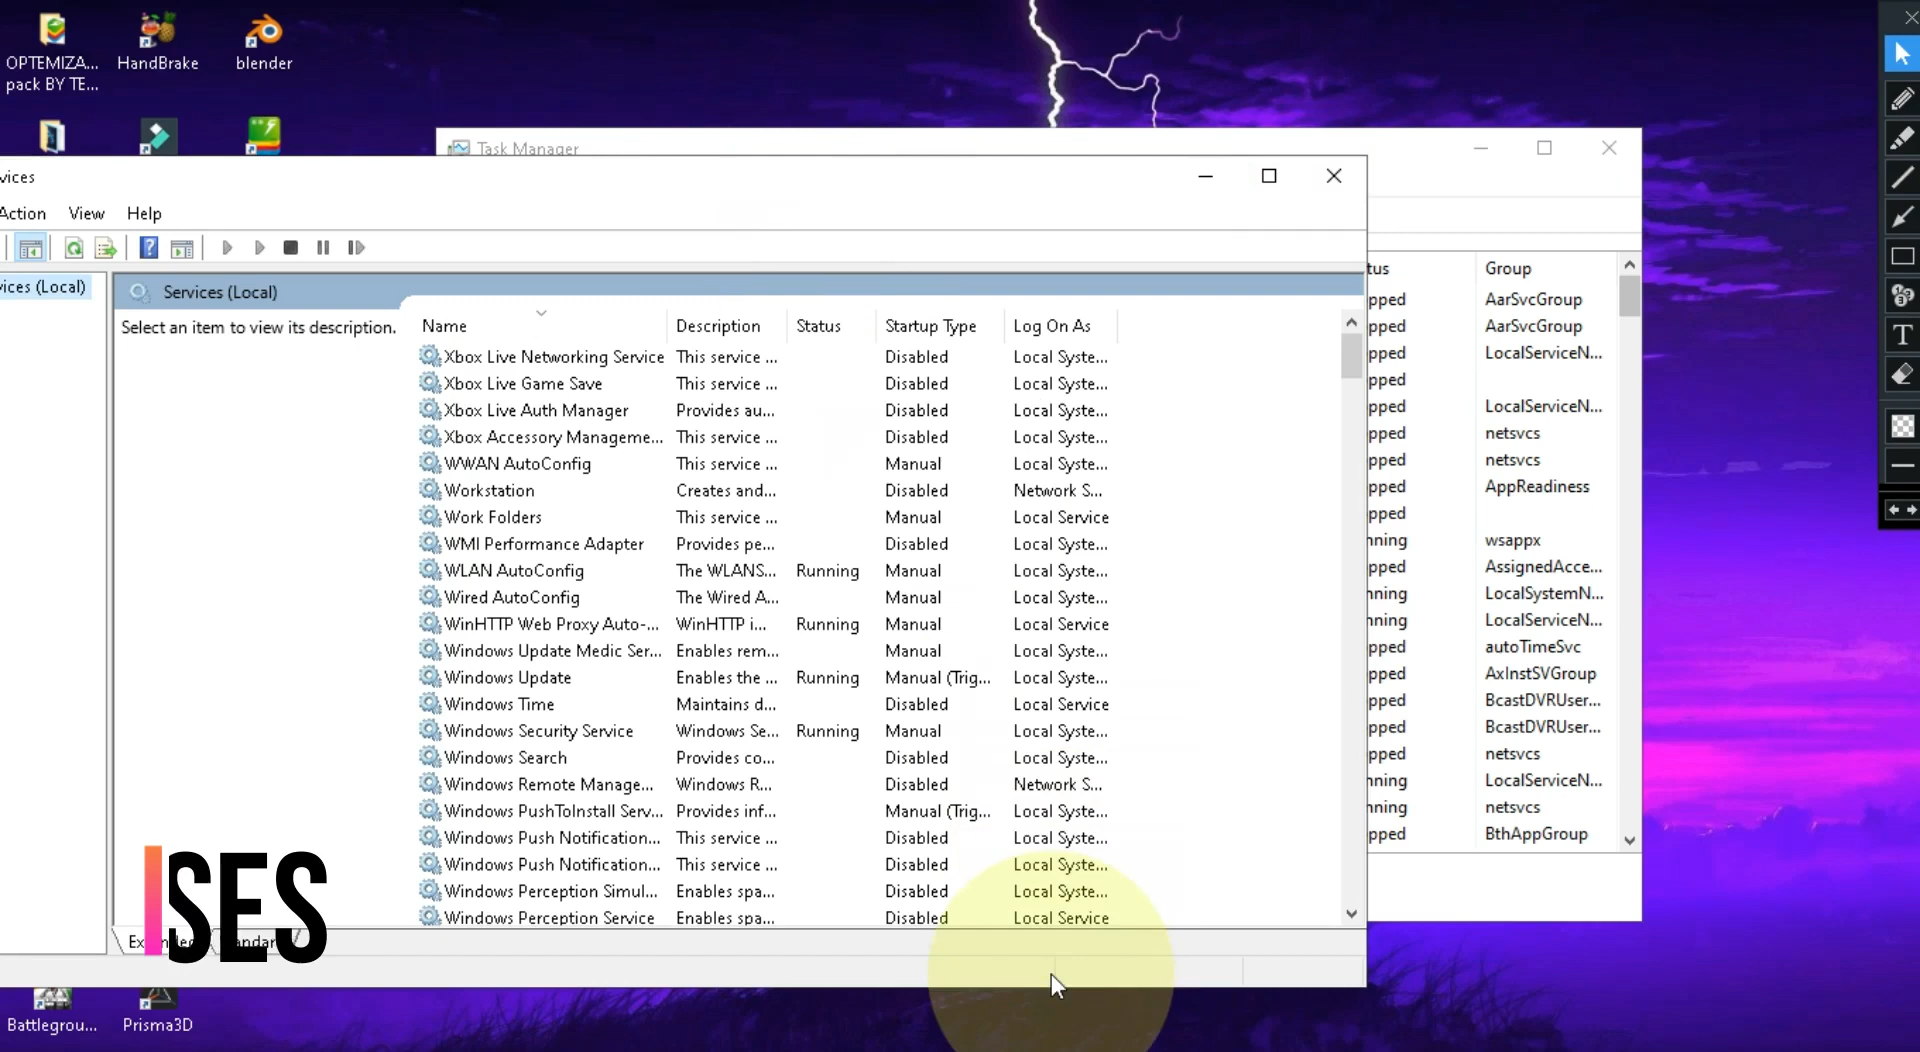 OPTEMIZA...
pack BY TE...
HandBrake
blender
Task Manager
vices
Action View Help
vices (Local)
Services (Local)
Select an item to view its description.
Name Description Status Startup Type Log On As
Xbox Live Networking Service This service ... Disabled Local Syste...
Xbox Live Game Save This service ... Disabled Local Syste...
Xbox Live Auth Manager Provides au... Disabled Local Syste...
Xbox Accessory Manageme... This service ... Disabled Local Syste...
WWAN AutoConfig This service ... Manual Local Syste...
Workstation Creates and... Disabled Network S...
Work Folders This service ... Manual Local Service
WMI Performance Adapter Provides pe... Disabled Local Syste...
WLAN AutoConfig The WLANS... Running Manual Local Syste...
Wired AutoConfig The Wired A... Manual Local Syste...
WinHTTP Web Proxy Auto-... WinHTTP i... Running Manual Local Service
Windows Update Medic Ser... Enables rem... Manual Local Syste...
Windows Update Enables the ... Running Manual (Trig... Local Syste...
Windows Time Maintains d... Disabled Local Service
Windows Security Service Windows Se... Running Manual Local Syste...
Windows Search Provides co... Disabled Local Syste...
Windows Remote Manage... Windows R... Disabled Network S...
Windows PushToInstall Serv... Provides inf... Manual (Trig... Local Syste...
Windows Push Notification... This service ... Disabled Local Syste...
Windows Push Notification... This service ... Disabled Local Syste...
Windows Perception Simul... Enables spa... Disabled Local Syste...
Windows Perception Service Enables spa... Disabled Local Service
tus Group
pped AarSvcGroup
pped AarSvcGroup
pped LocalServiceN...
pped
pped LocalServiceN...
pped netsvcs
pped netsvcs
pped AppReadiness
pped
nning wsappx
pped AssignedAcce...
nning LocalSystemN...
nning LocalServiceN...
pped autoTimeSvc
pped AxInstSVGroup
pped BcastDVRUser...
pped BcastDVRUser...
pped netsvcs
nning LocalServiceN...
nning netsvcs
pped BthAppGroup
SES
Battlegrou...
Prisma3D